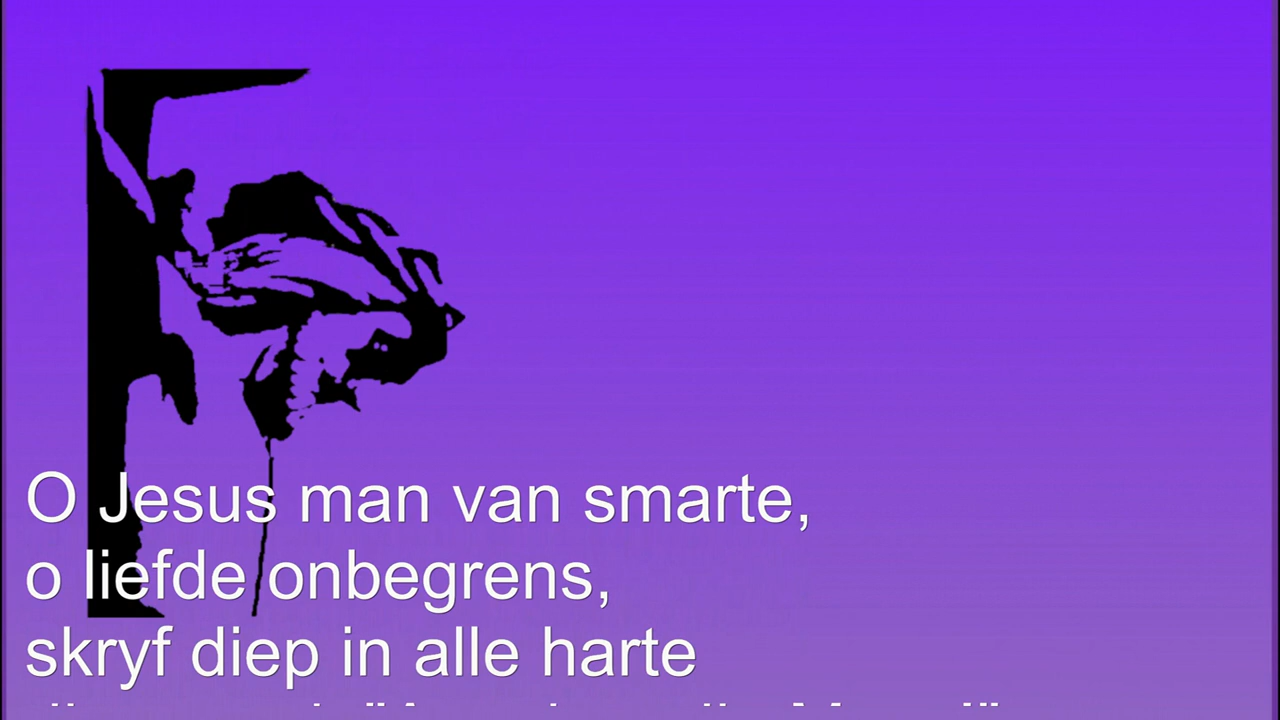 O Jesus man van smarte,
o liefde onbegrens,
skryf diep in alle harte